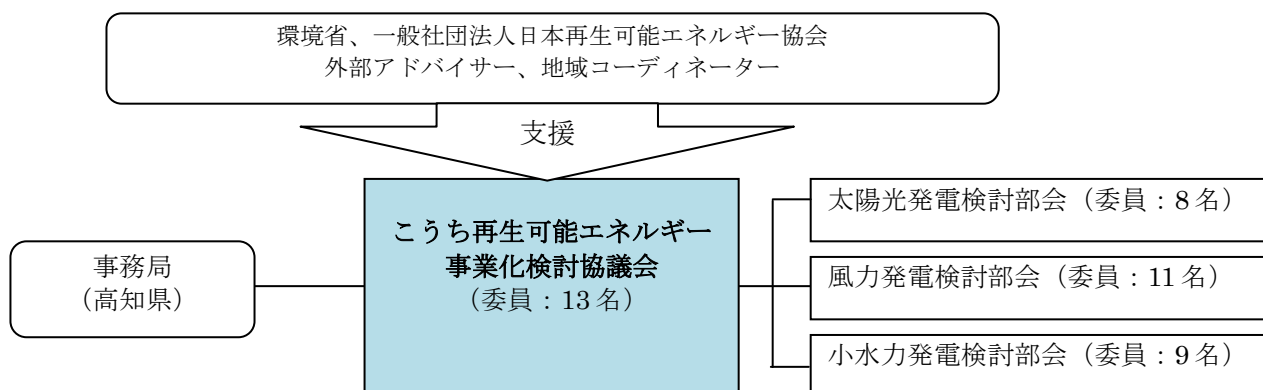 環境省、一般社団法人日本再生可能エネルギー協会
外部アドバイザー、地域コーディネーター
支援
こうち再生可能エネルギー
事業化検討協議会
（委員：13 名）
事務局
（高知県）
太陽光発電検討部会（委員：8 名）
風力発電検討部会（委員：11 名）
小水力発電検討部会（委員：9 名）